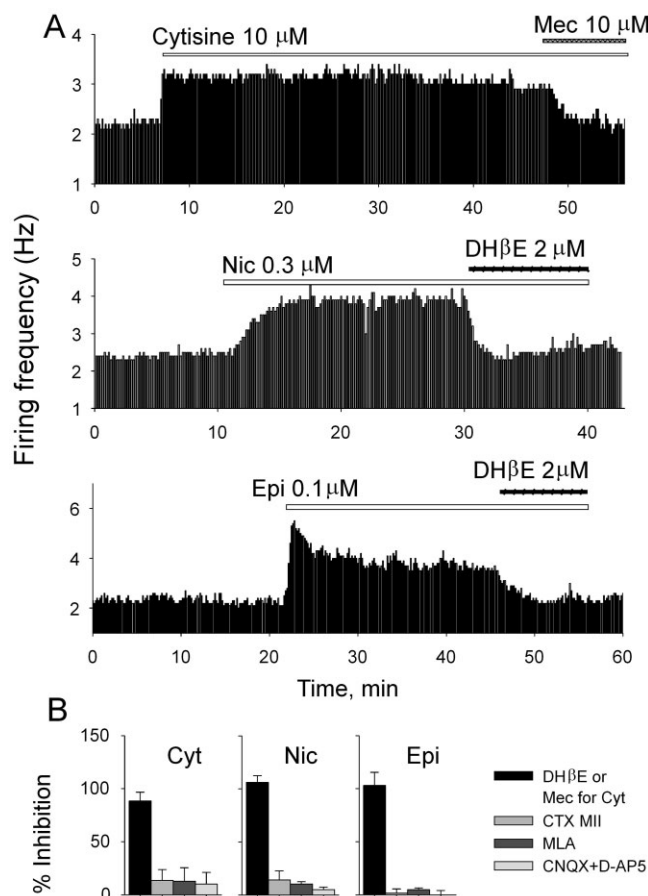 A
Cytisine 10 μM
Mec 10 μM
4
3
2
1
0
10
20
30
40
50
Nic 0.3 μM
DHβE 2 μM
5
4
3
2
1
0
10
20
30
40
Firing frequency (Hz)
Epi 0.1μM
DHβE 2μM
6
4
2
0
10
20
30
40
50
60
Time, min
B
% Inhibition
150
100
50
0
Cyt
Nic
Epi
DHβE or
Mec for Cyt
CTX MII
MLA
CNQX+D-AP5